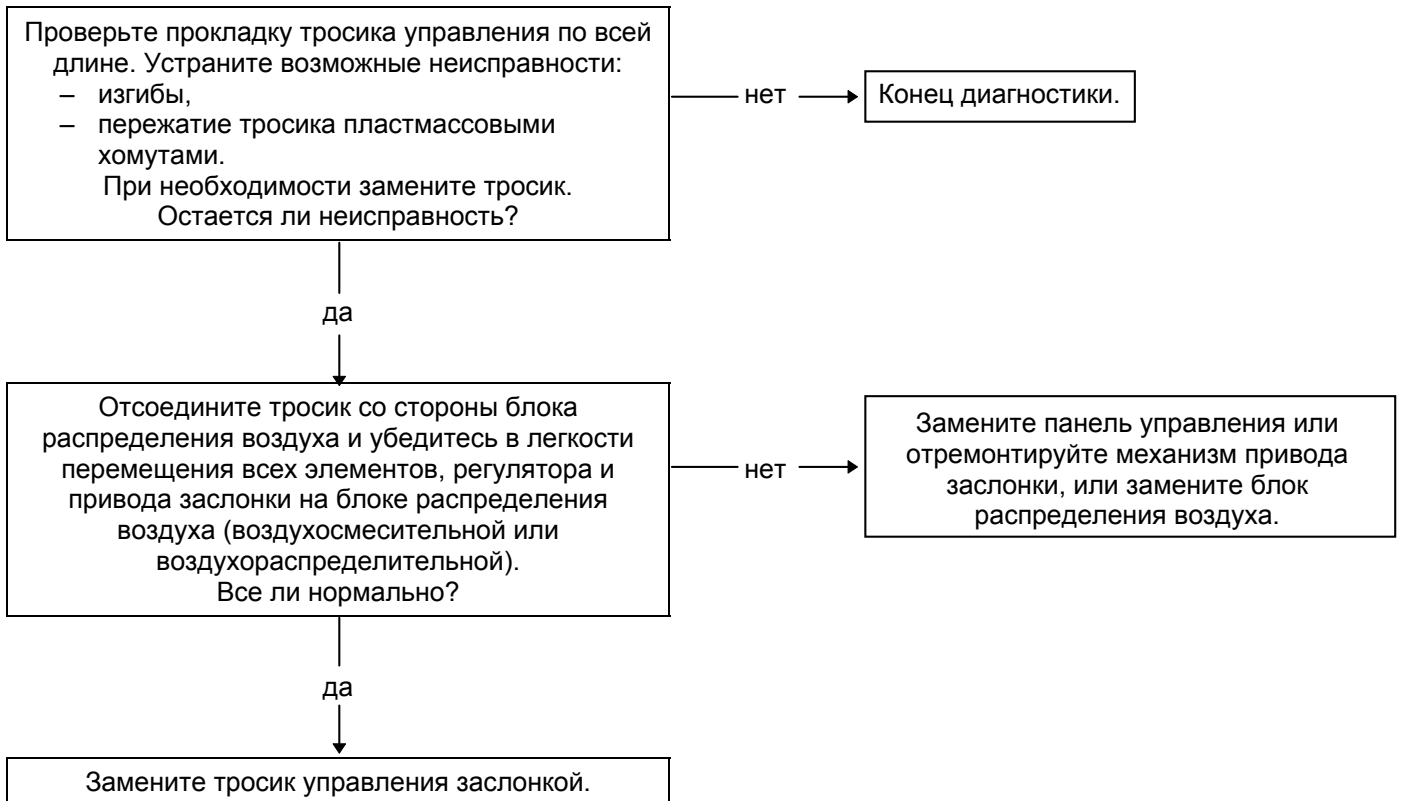 Проверьте прокладку тросика управления по всей
длине. Устраните возможные неисправности:
– изгибы,
– пережатие тросика пластмассовыми
хомутами.
При необходимости замените тросик.
Остается ли неисправность?
нет
Конец диагностики.
да
Отсоедините тросик со стороны блока
распределения воздуха и убедитесь в легкости
перемещения всех элементов, регулятора и
привода заслонки на блоке распределения
воздуха (воздухосмесительной или
воздухораспределительной).
Все ли нормально?
нет
Замените панель управления или
отремонтируйте механизм привода
заслонки, или замените блок
распределения воздуха.
да
Замените тросик управления заслонкой.